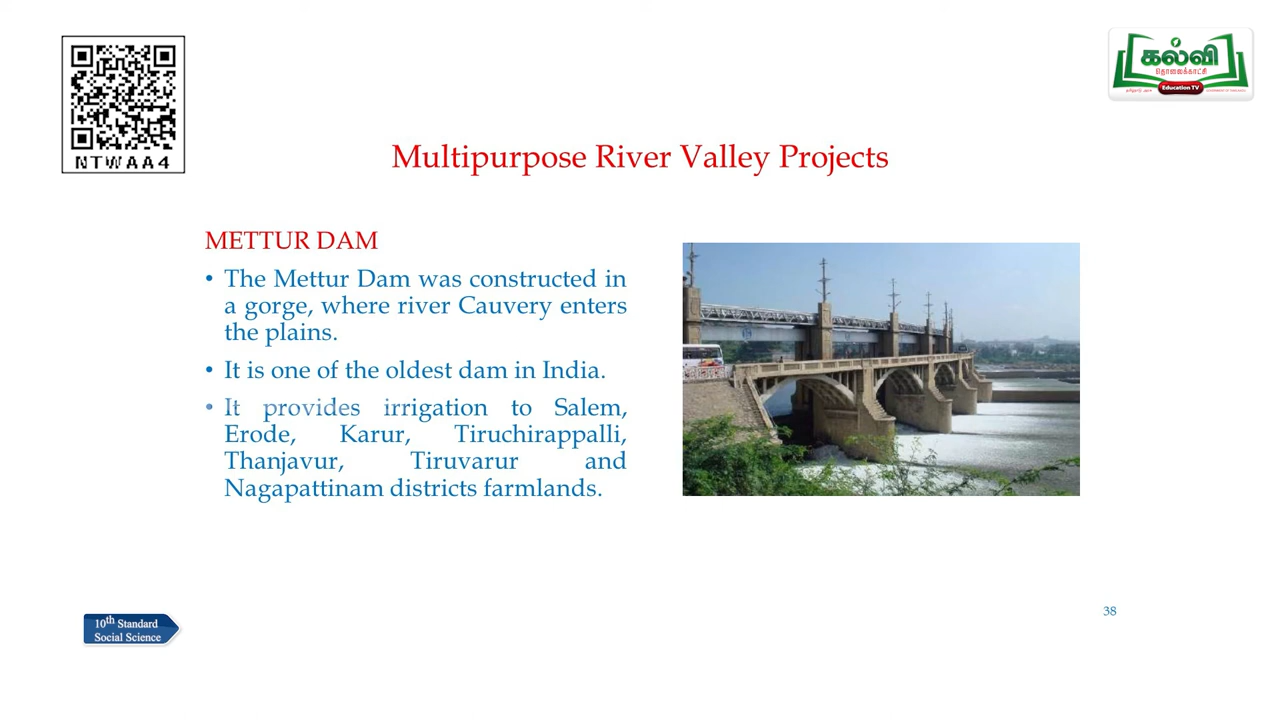 NTWAA4
கல்வி
தொலைக்காட்சி
Education TV
Multipurpose River Valley Projects
METTUR DAM
• The Mettur Dam was constructed in
a gorge, where river Cauvery enters
the plains.
• It is one of the oldest dam in India.
• It provides irrigation to Salem,
Erode, Karur, Tiruchirappalli,
Thanjavur, Tiruvarur and
Nagapattinam districts farmlands.
10th Standard
Social Science
38